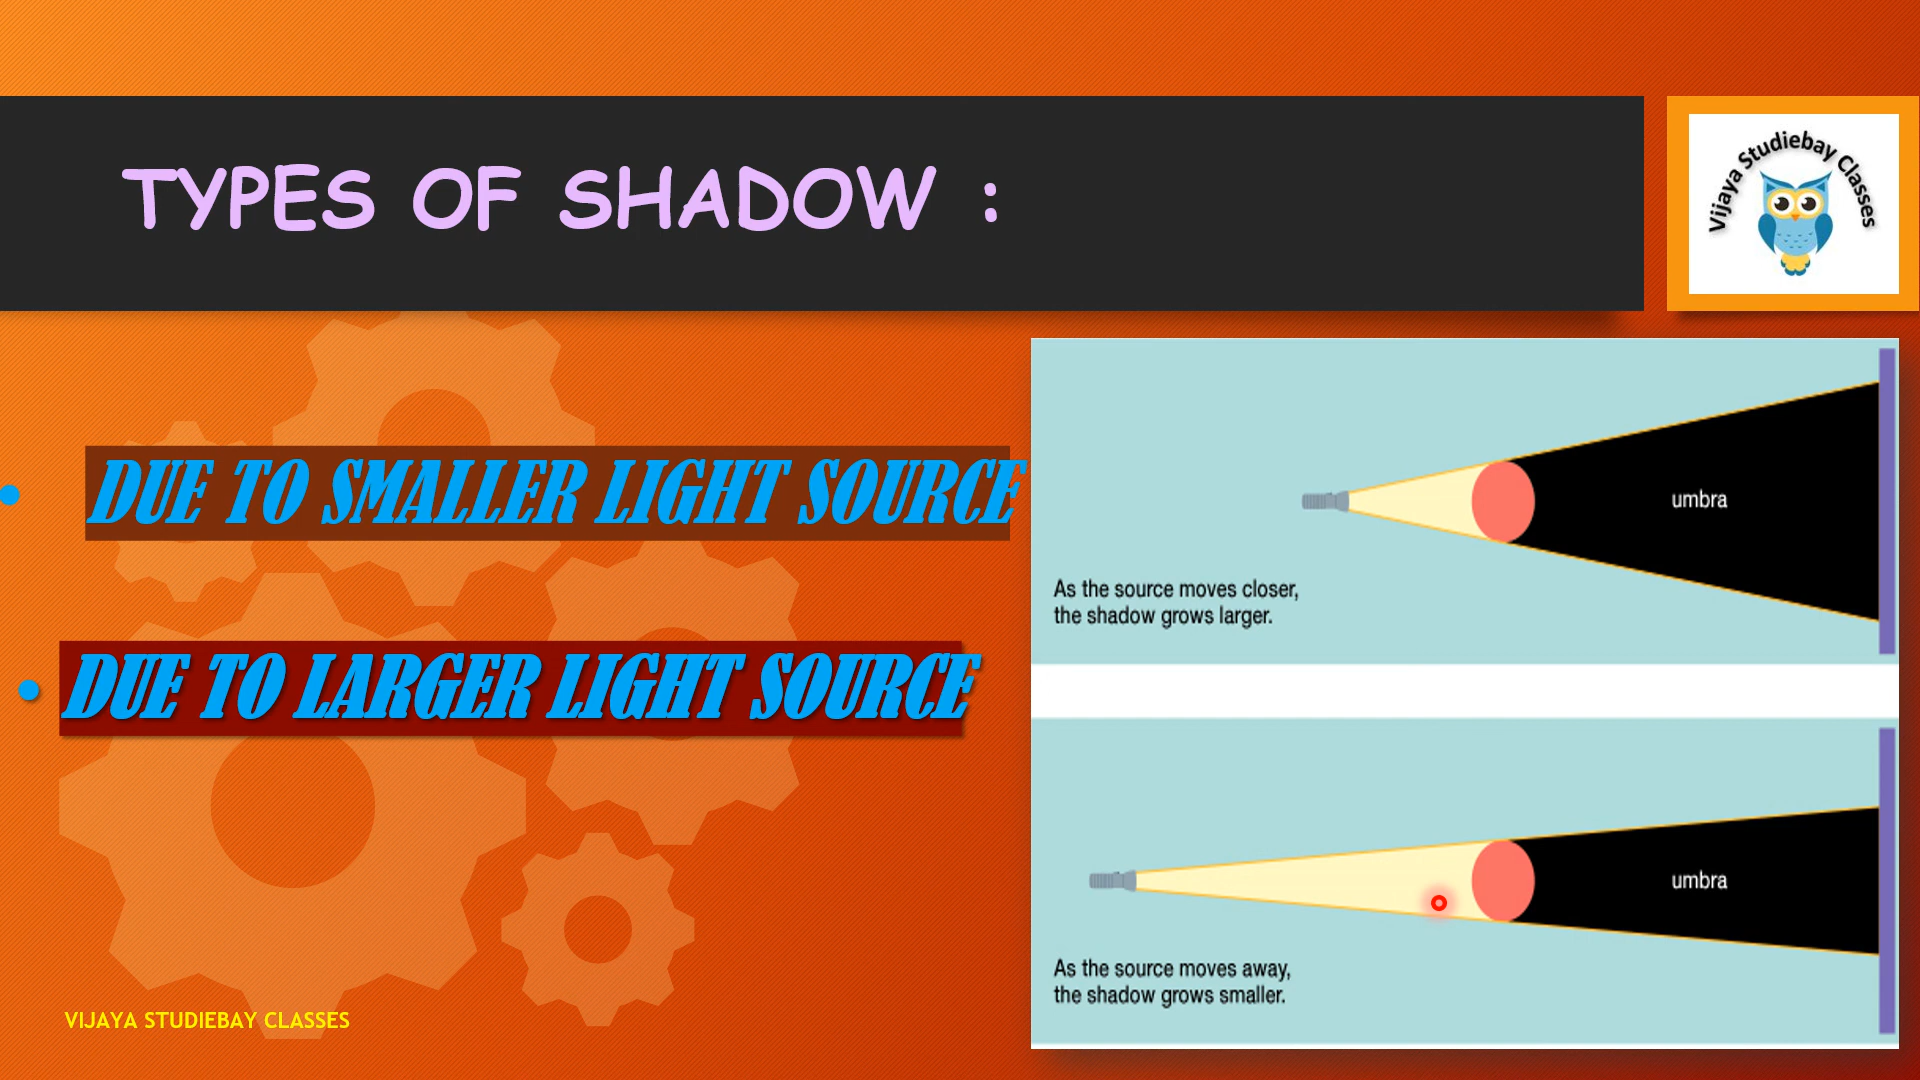 TYPES OF SHADOW :
Vijaya Studiebay Classes
• DUE TO SMALLER LIGHT SOURCE
• DUE TO LARGER LIGHT SOURCE
umbra
As the source moves closer,
the shadow grows larger.
umbra
As the source moves away,
the shadow grows smaller.
VIJAYA STUDIEBAY CLASSES